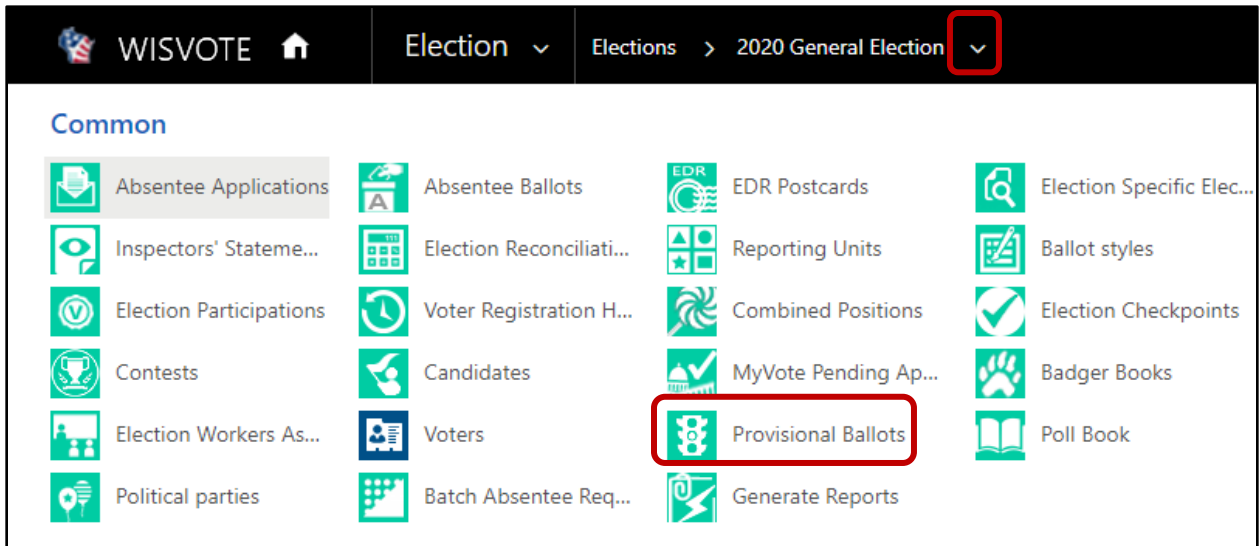 WISVOTE Election Elections > 2020 General Election
Common
Absentee Applications Absentee Ballots EDR EDR Postcards Election Specific Elec...
Inspectors' Stateme... Election Reconciliati... Reporting Units Ballot styles
Election Participations Voter Registration H... Combined Positions Election Checkpoints
Contests Candidates MyVote Pending Ap... Badger Books
Election Workers As... Voters Provisional Ballots Poll Book
Political parties Batch Absentee Req... Generate Reports